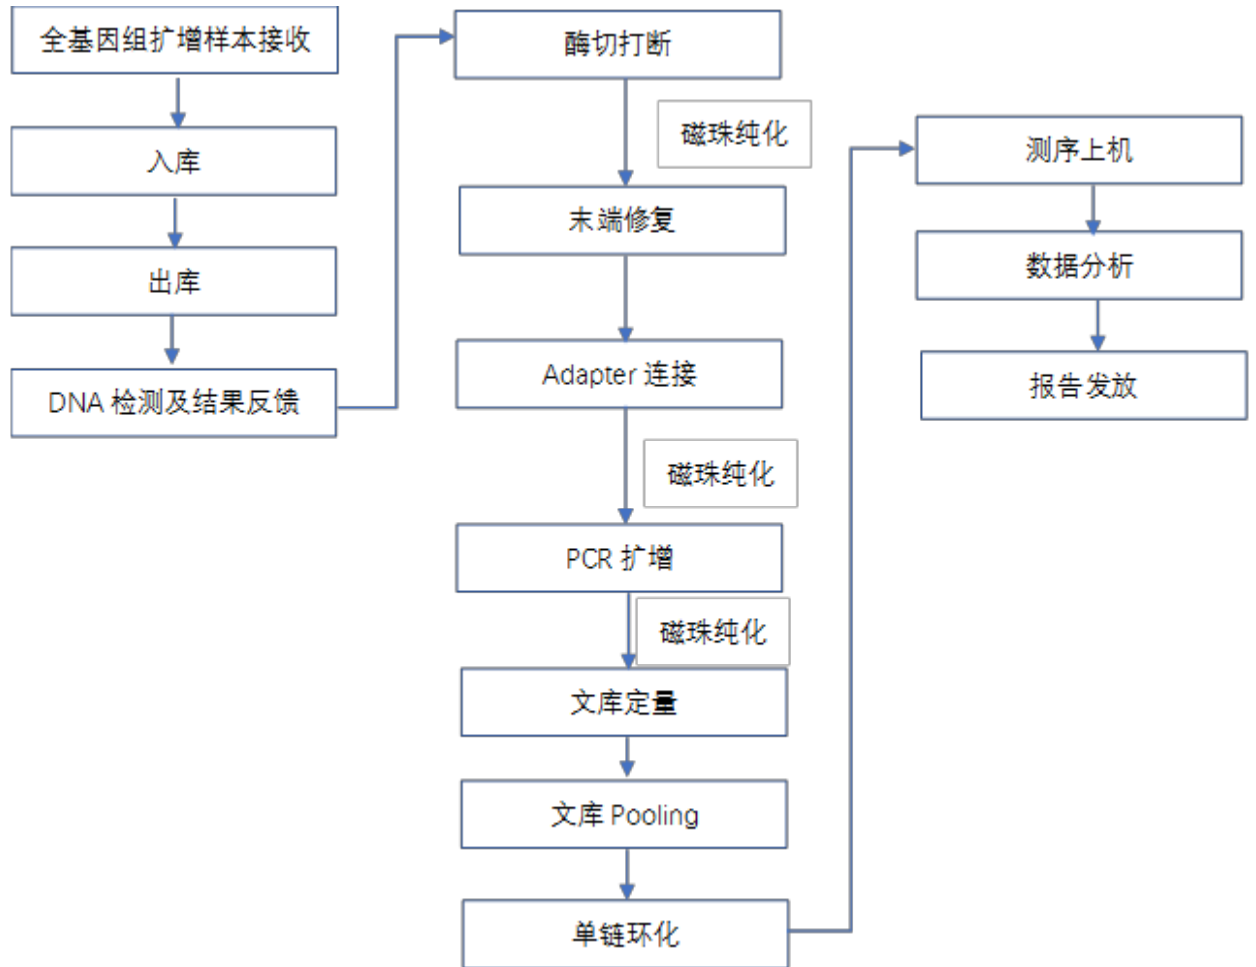 全基因组扩增样本接收
入库
出库
DNA 检测及结果反馈
酶切打断
磁珠纯化
末端修复
Adapter 连接
磁珠纯化
PCR 扩增
磁珠纯化
文库定量
文库 Pooling
单链环化
测序上机
数据分析
报告发放